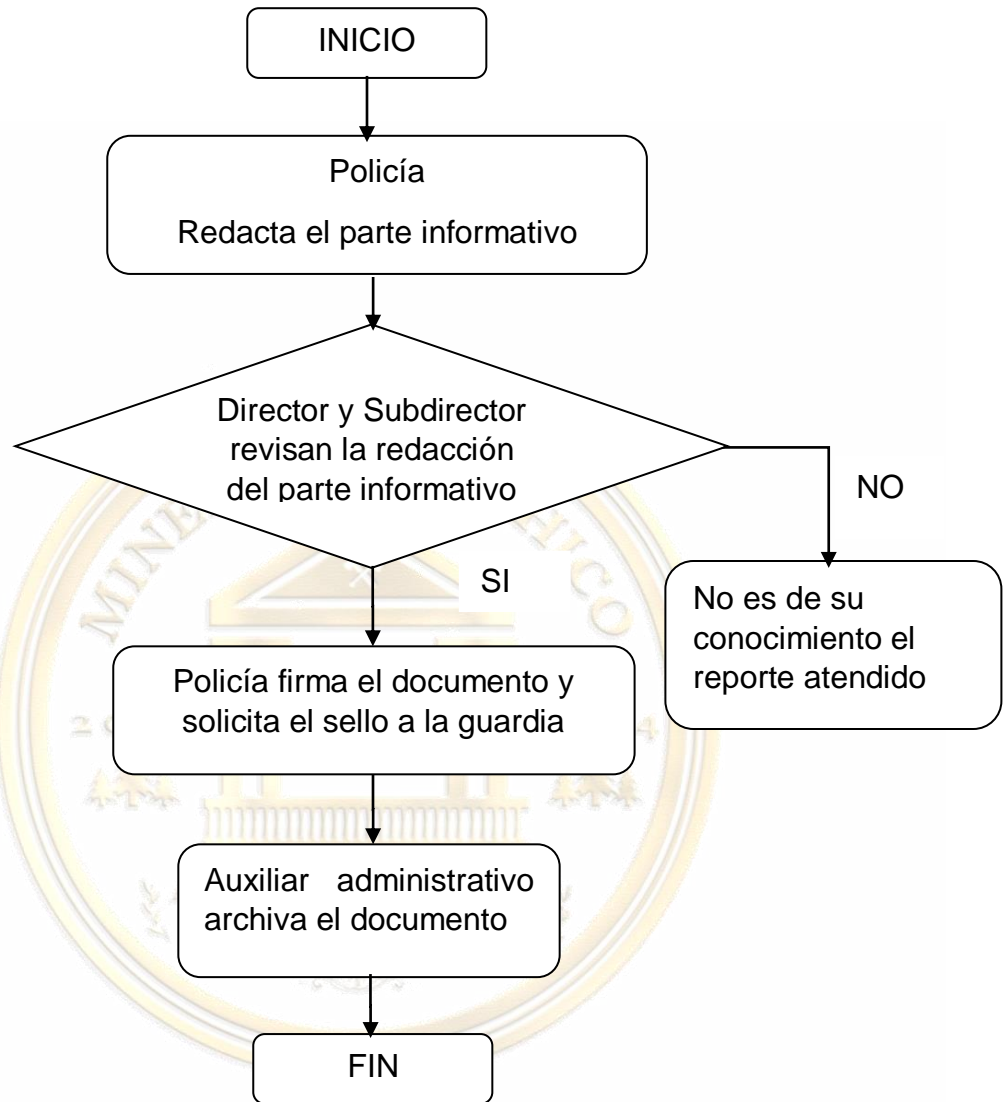 INICIO
Policía
Redacta el parte informativo
Director y Subdirector
revisan la redacción
del parte informativo
NO
SI
No es de su
conocimiento el
reporte atendido
Policía firma el documento y
solicita el sello a la guardia
Auxiliar administrativo
archiva el documento
FIN